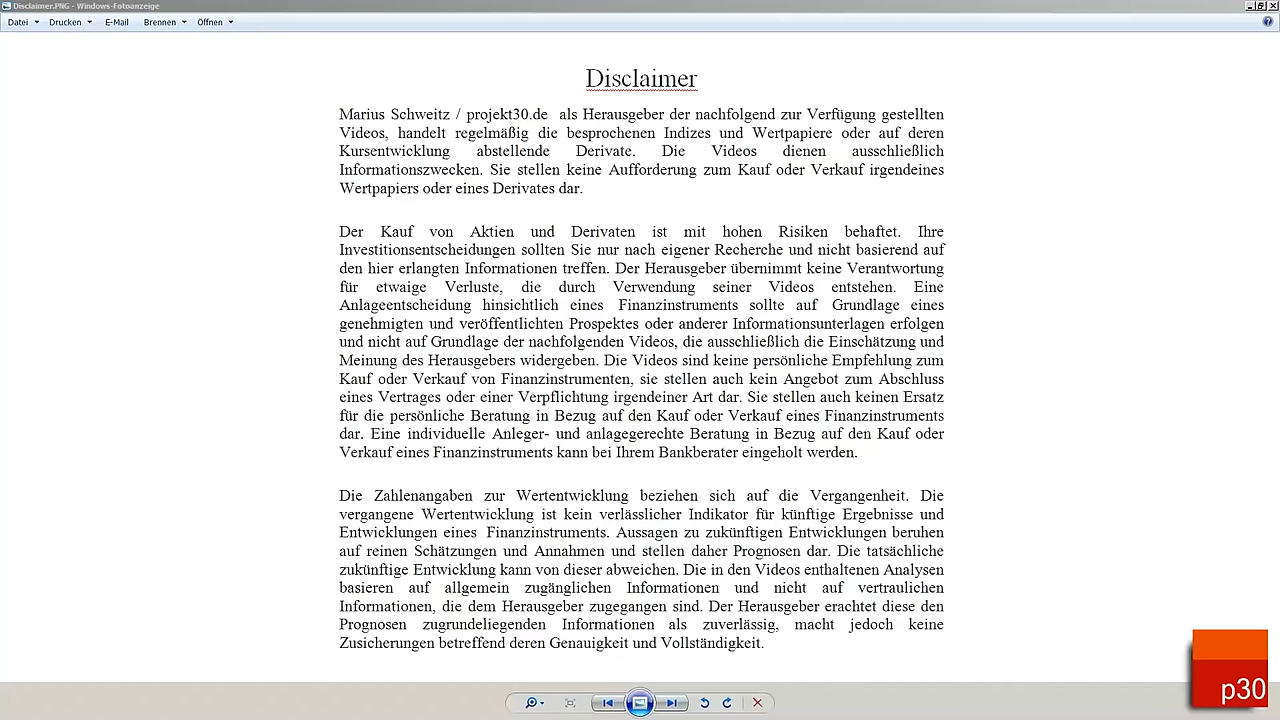 Disclaimer.PNG - Windows-Fotoanzeige
Datei Drucken E-Mail Brennen Öffnen
Disclaimer
Marius Schweitz / projekt30.de als Herausgeber der nachfolgend zur Verfügung gestellten
Videos, handelt regelmäßig die besprochenen Indizes und Wertpapiere oder auf deren
Kursentwicklung abstellende Derivate. Die Videos dienen ausschließlich
Informationszwecken. Sie stellen keine Aufforderung zum Kauf oder Verkauf irgendeines
Wertpapiers oder eines Derivates dar.
Der Kauf von Aktien und Derivaten ist mit hohen Risiken behaftet. Ihre
Investitionsentscheidungen sollten Sie nur nach eigener Recherche und nicht basierend auf
den hier erlangten Informationen treffen. Der Herausgeber übernimmt keine Verantwortung
für etwaige Verluste, die durch Verwendung seiner Videos entstehen. Eine
Anlageentscheidung hinsichtlich eines Finanzinstruments sollte auf Grundlage eines
genehmigten und veröffentlichten Prospektes oder anderer Informationsunterlagen erfolgen
und nicht auf Grundlage der nachfolgenden Videos, die ausschließlich die Einschätzung und
Meinung des Herausgebers widergeben. Die Videos sind keine persönliche Empfehlung zum
Kauf oder Verkauf von Finanzinstrumenten, sie stellen auch kein Angebot zum Abschluss
eines Vertrages oder einer Verpflichtung irgendeiner Art dar. Sie stellen auch keinen Ersatz
für die persönliche Beratung in Bezug auf den Kauf oder Verkauf eines Finanzinstruments
dar. Eine individuelle Anleger- und anlagegerechte Beratung in Bezug auf den Kauf oder
Verkauf eines Finanzinstruments kann bei Ihrem Bankberater eingeholt werden.
Die Zahlenangaben zur Wertentwicklung beziehen sich auf die Vergangenheit. Die
vergangene Wertentwicklung ist kein verlässlicher Indikator für künftige Ergebnisse und
Entwicklungen eines Finanzinstruments. Aussagen zu zukünftigen Entwicklungen beruhen
auf reinen Schätzungen und Annahmen und stellen daher Prognosen dar. Die tatsächliche
zukünftige Entwicklung kann von dieser abweichen. Die in den Videos enthaltenen Analysen
basieren auf allgemein zugänglichen Informationen und nicht auf vertraulichen
Informationen, die dem Herausgeber zugegangen sind. Der Herausgeber erachtet diese den
Prognosen zugrundeliegenden Informationen als zuverlässig, macht jedoch keine
Zusicherungen betreffend deren Genauigkeit und Vollständigkeit.
p30